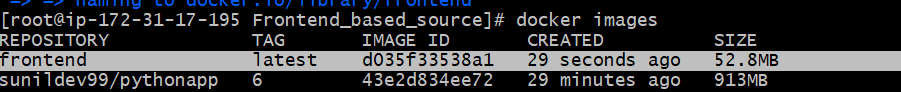 => => naming to docker.io/library/frontend
[root@ip-172-31-17-195 Frontend_based_source]# docker images
REPOSITORY TAG IMAGE ID CREATED SIZE
frontend latest d035f33538a1 29 seconds ago 52.8MB
sunildev99/pythonapp 6 43e2d834ee72 29 minutes ago 913MB